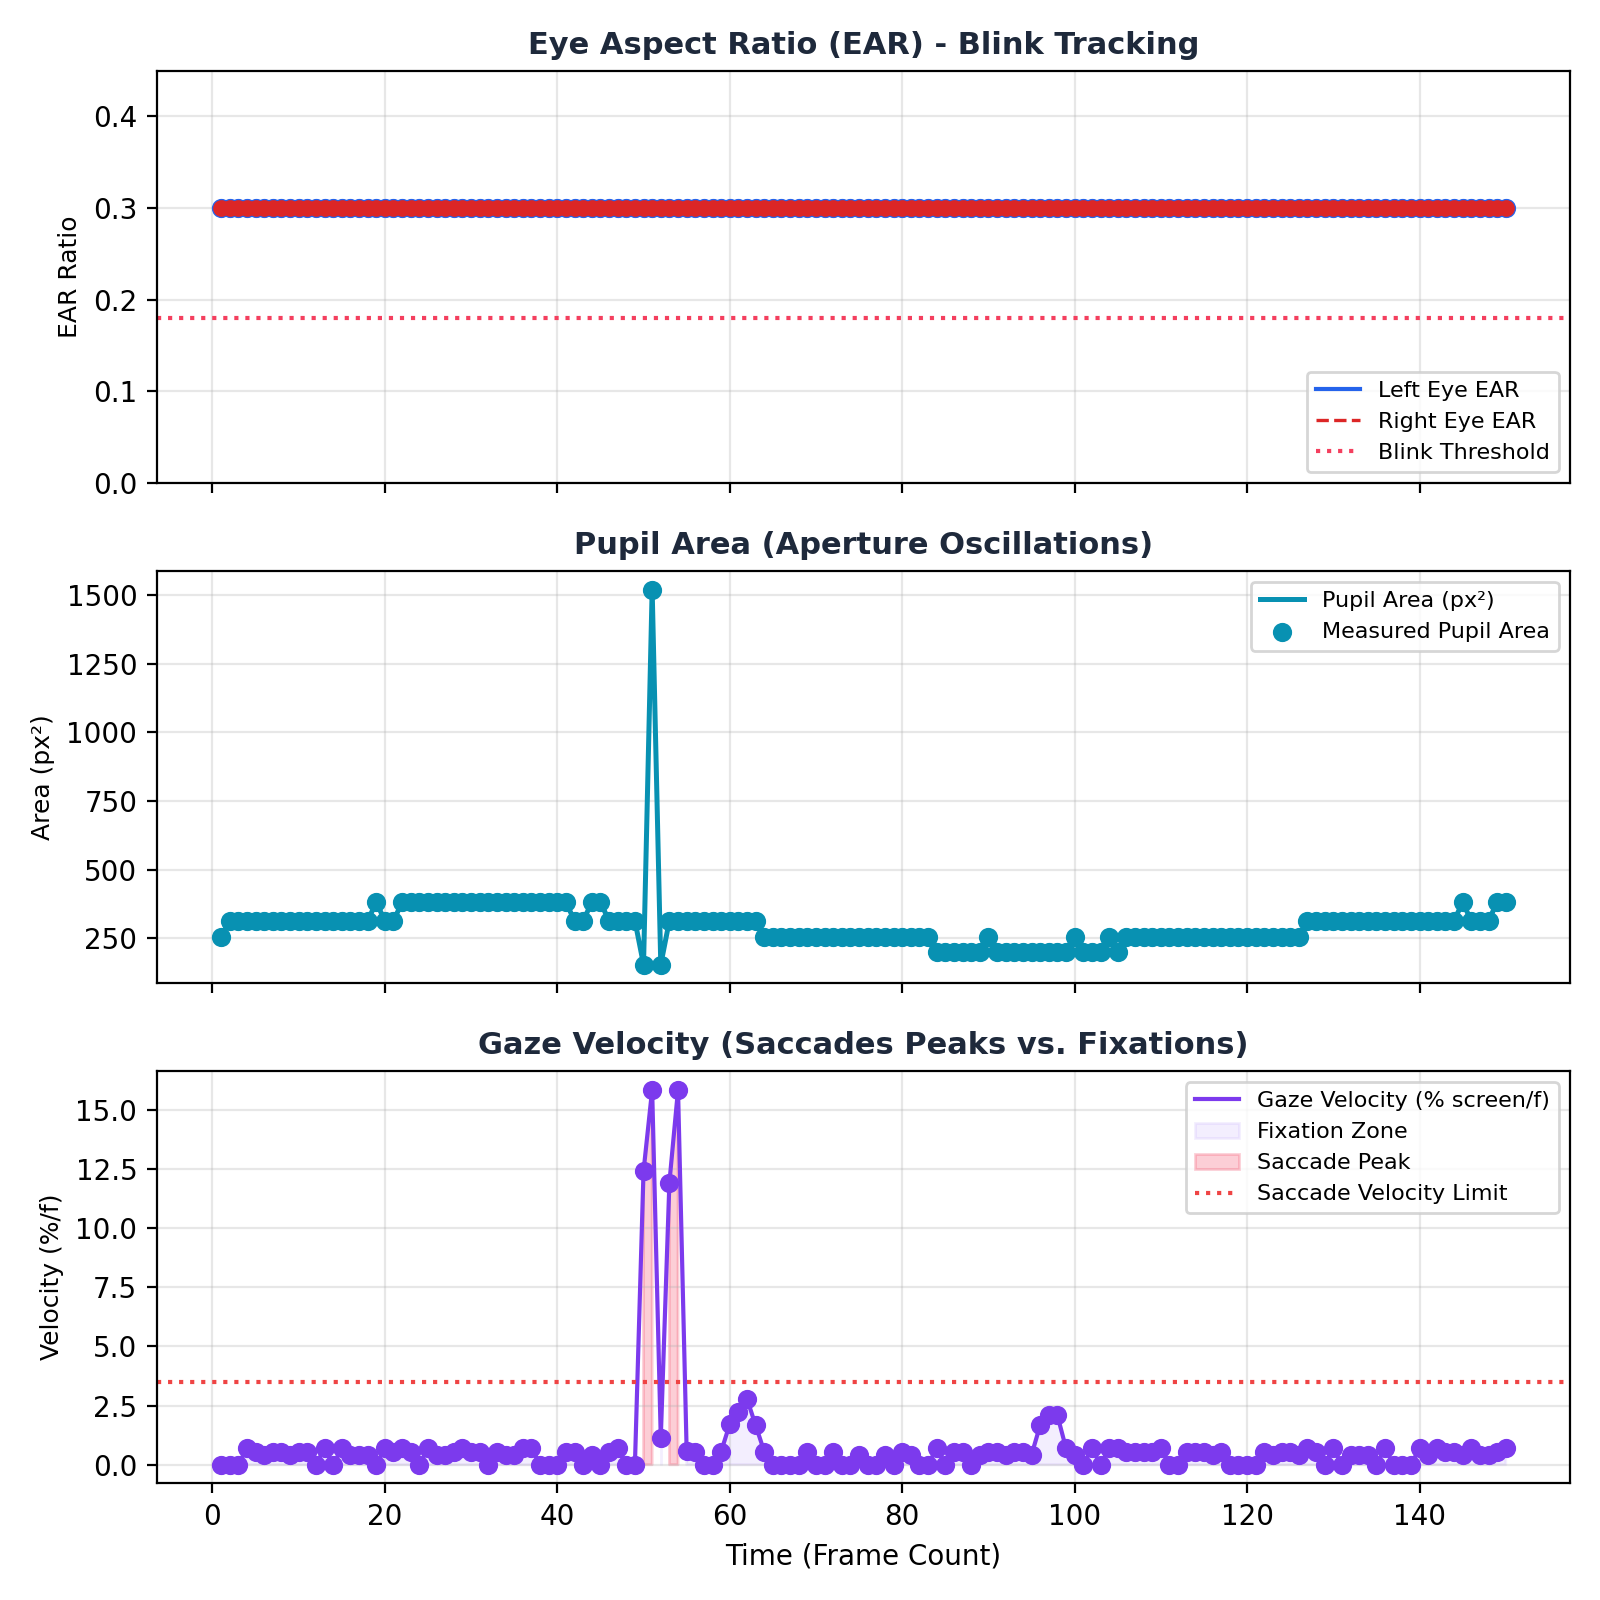 Eye Aspect Ratio (EAR) - Blink Tracking
EAR Ratio
0.4
0.3
0.2
0.1
0.0
Left Eye EAR
Right Eye EAR
Blink Threshold
Pupil Area (Aperture Oscillations)
Area (px²)
1500
1250
1000
750
500
250
Pupil Area (px²)
Measured Pupil Area
Gaze Velocity (Saccades Peaks vs. Fixations)
Velocity (%/f)
15.0
12.5
10.0
7.5
5.0
2.5
0.0
Gaze Velocity (% screen/f)
Fixation Zone
Saccade Peak
Saccade Velocity Limit
0 20 40 60 80 100 120 140
Time (Frame Count)